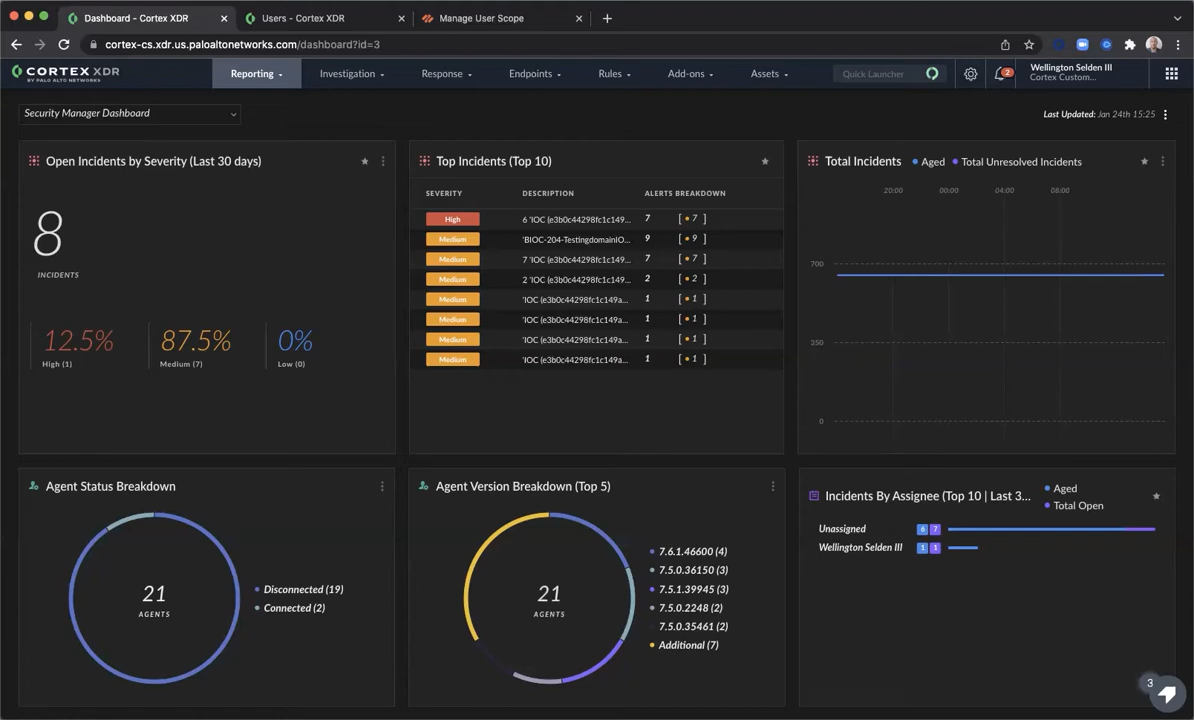 Dashboard - Cortex XDR
Users - Cortex XDR
Manage User Scope
cortex-cs.xdr.us.paloaltonetworks.com/dashboard?id=3
CORTEX XDR
BY PALO ALTO NETWORKS
Reporting
Investigation
Response
Endpoints
Rules
Add-ons
Assets
Quick Launcher
2
Wellington Selden III
Cortex Custom...
Security Manager Dashboard
Last Updated: Jan 24th 15:25
Open Incidents by Severity (Last 30 days)
8
INCIDENTS
12.5%
High (1)
87.5%
Medium (7)
0%
Low (0)
Top Incidents (Top 10)
SEVERITY DESCRIPTION ALERTS BREAKDOWN
High 6 'IOC (e3b0c44298fc1c149... 7 [ • 7 ]
Medium 'BIOC-204-TestingdomainIO... 9 [ • 9 ]
Medium 7 'IOC (e3b0c44298fc1c149... 7 [ • 7 ]
Medium 2 'IOC (e3b0c44298fc1c149... 2 [ • 2 ]
Medium 'IOC (e3b0c44298fc1c149a... 1 [ • 1 ]
Medium 'IOC (e3b0c44298fc1c149a... 1 [ • 1 ]
Medium 'IOC (e3b0c44298fc1c149a... 1 [ • 1 ]
Medium 'IOC (e3b0c44298fc1c149a... 1 [ • 1 ]
Total Incidents
Aged
Total Unresolved Incidents
20:00 00:00 04:00 08:00
700
350
0
Agent Status Breakdown
21
AGENTS
Disconnected (19)
Connected (2)
Agent Version Breakdown (Top 5)
21
AGENTS
7.6.1.46600 (4)
7.5.0.36150 (3)
7.5.1.39945 (3)
7.5.0.2248 (2)
7.5.0.35461 (2)
Additional (7)
Incidents By Assignee (Top 10 | Last 3...
Aged
Total Open
Unassigned 6 7
Wellington Selden III 1 1
3